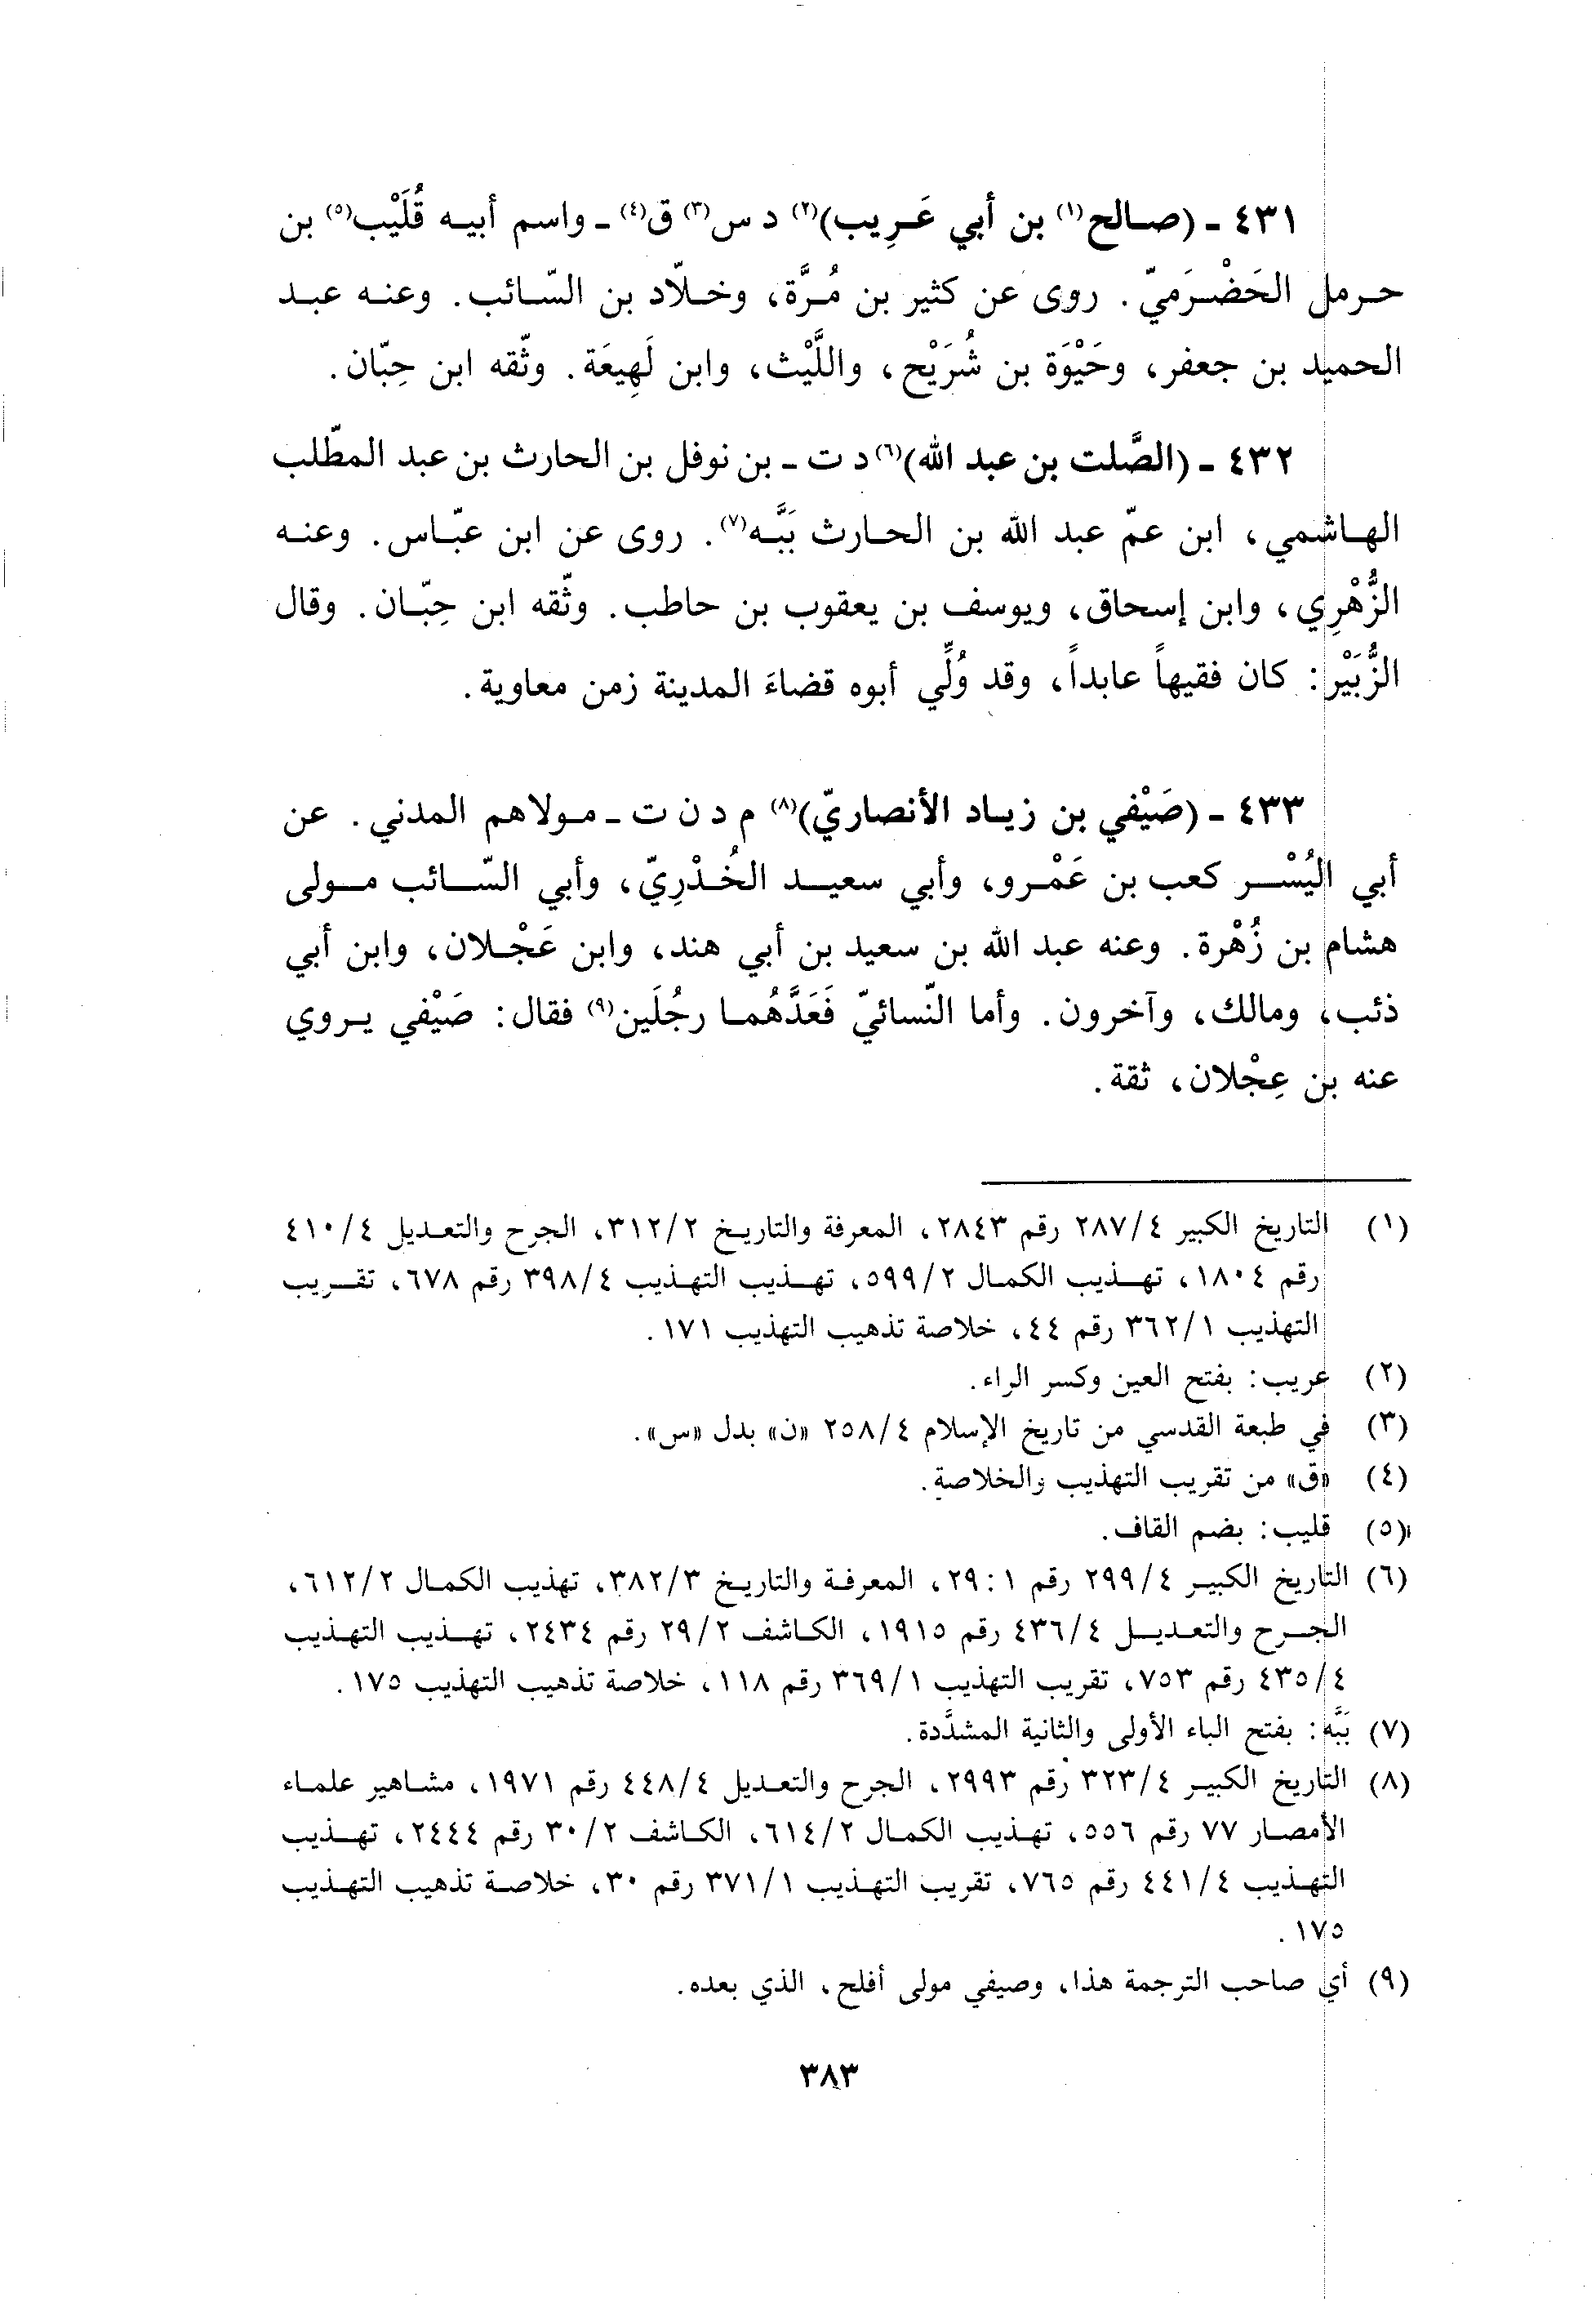 ٤٣١ - (صالح(١) بن أبي عَرِيب)(٢) د س(٣) ق(٤) - واسم أبيه قُلَيْب(٥) بن
حرمل الحَضْرَميّ. روى عن كثير بن مُرَّة، وخلّاد بن السّائب. وعنه عبد
الحميد بن جعفر، وحَيْوَة بن شُرَيْح، واللَّيْث، وابن لَهِيعَة. وثّقه ابن حِبّان.
٤٣٢ - (الصَّلت بن عبد الله)(٦) د ت - بن نوفل بن الحارث بن عبد المطّلب
الهاشمي، ابن عمّ عبد الله بن الحارث بَبَّه(٧). روى عن ابن عبّاس. وعنه
الزُّهْرِي، وابن إسحاق، ويوسف بن يعقوب بن حاطب. وثّقه ابن حِبّان. وقال
الزُّبَيْر: كان فقيهاً عابداً، وقد وُلِّي أبوه قضاءَ المدينة زمن معاوية.
٤٣٣ - (صَيْفي بن زياد الأنصاريّ)(٨) م د ن ت - مولاهم المدني. عن
أبي اليُسْر كعب بن عَمْرو، وأبي سعيد الخُدْرِيّ، وأبي السّائب مولى
هشام بن زُهْرة. وعنه عبد الله بن سعيد بن أبي هند، وابن عَجْلان، وابن أبي
ذئب، ومالك، وآخرون. وأما النّسائيّ فَعَدَّهُما رجُلَين(٩) فقال: صَيْفي يروي
عنه بن عِجْلان، ثقة.
(١) التاريخ الكبير ٢٨٧/٤ رقم ٢٨٤٣، المعرفة والتاريخ ٣١٢/٢، الجرح والتعديل ٤١٠/٤
رقم ١٨٠٤، تهذيب الكمال ٥٩٩/٢، تهذيب التهذيب ٣٩٨/٤ رقم ٦٧٨، تقريب
التهذيب ٣٦٢/١ رقم ٤٤، خلاصة تذهيب التهذيب ١٧١.
(٢) عريب: بفتح العين وكسر الراء.
(٣) في طبعة القدسي من تاريخ الإسلام ٢٥٨/٤ «ن» بدل «س».
(٤) «ق» من تقريب التهذيب والخلاصة.
(٥) قليب: بضم القاف.
(٦) التاريخ الكبير ٢٩٩/٤ رقم ٢٩:١، المعرفة والتاريخ ٣٨٢/٣، تهذيب الكمال ٦١٢/٢،
الجرح والتعديل ٤٣٦/٤ رقم ١٩١٥، الكاشف ٢٩/٢ رقم ٢٤٣٤، تهذيب التهذيب
٤٣٥/٤ رقم ٧٥٣، تقريب التهذيب ٣٦٩/١ رقم ١١٨، خلاصة تذهيب التهذيب ١٧٥.
(٧) بَبَّه: بفتح الباء الأولى والثانية المشدَّدة.
(٨) التاريخ الكبير ٣٢٣/٤ رقم ٢٩٩٣، الجرح والتعديل ٤٤٨/٤ رقم ١٩٧١، مشاهير علماء
الأمصار ٧٧ رقم ٥٥٦، تهذيب الكمال ٦١٤/٢، الكاشف ٣٠/٢ رقم ٢٤٤٤، تهذيب
التهذيب ٤٤١/٤ رقم ٧٦٥، تقريب التهذيب ٣٧١/١ رقم ٣٠، خلاصة تذهيب التهذيب
١٧٥.
(٩) أي صاحب الترجمة هذا، وصيفي مولى أفلح، الذي بعده.
٣٨٣